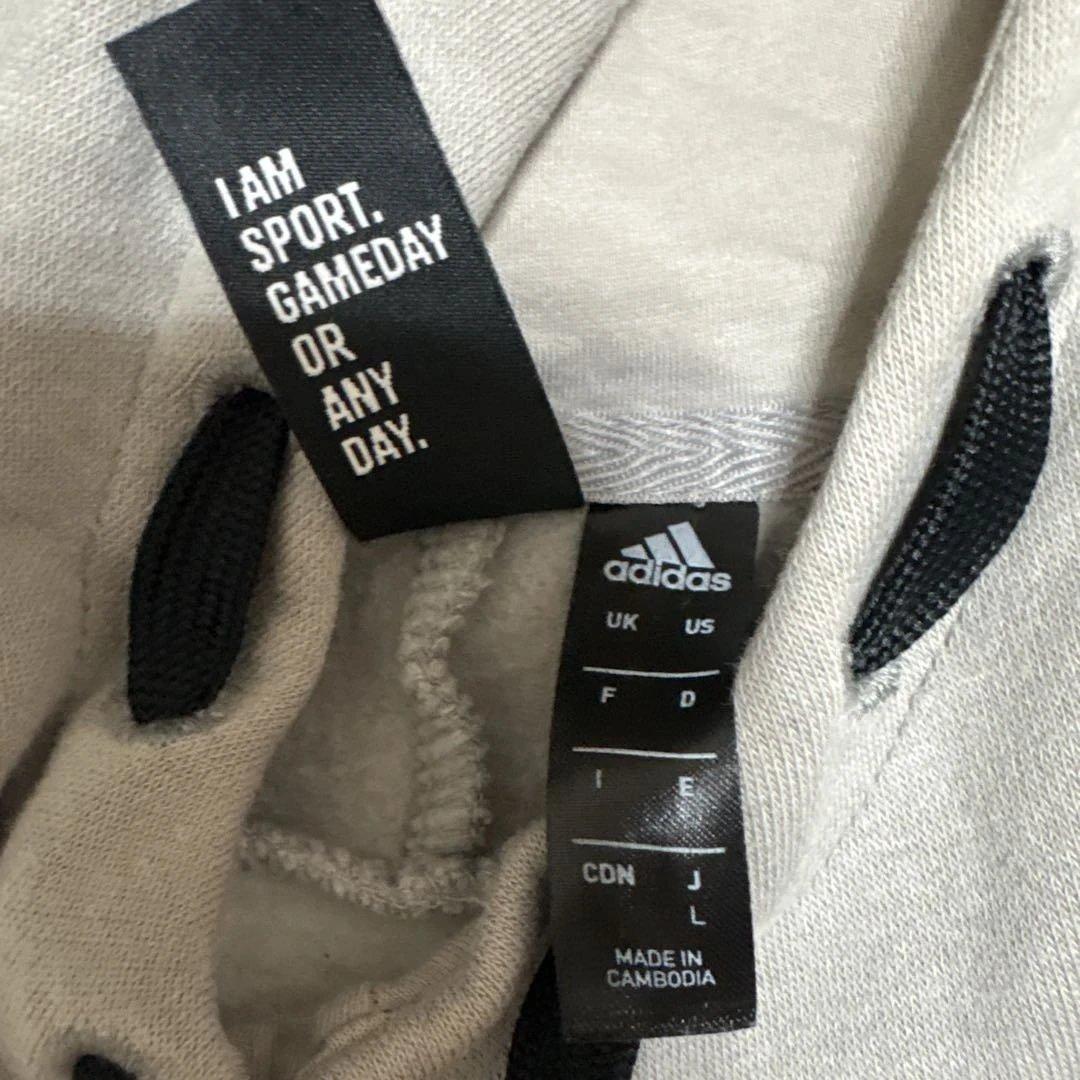 I AM
SPORT.
GAMEDAY
OR
ANY
DAY.
adidas
UK US
F D
I E
CDN J
L
MADE IN
CAMBODIA